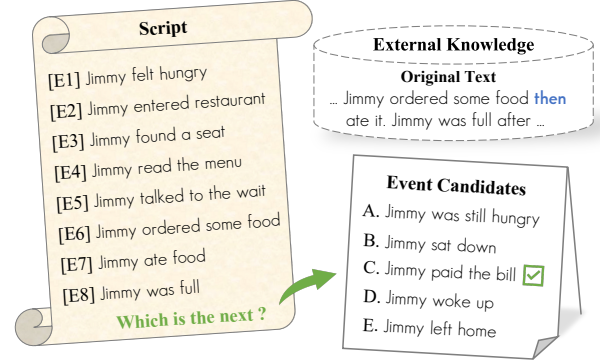 Script
[E1] Jimmy felt hungry
[E2] Jimmy entered restaurant
[E3] Jimmy found a seat
[E4] Jimmy read the menu
[E5] Jimmy talked to the wait
[E6] Jimmy ordered some food
[E7] Jimmy ate food
[E8] Jimmy was full
Which is the next ?
External Knowledge
Original Text
... Jimmy ordered some food then
ate it. Jimmy was full after ...
Event Candidates
A. Jimmy was still hungry
B. Jimmy sat down
C. Jimmy paid the bill
D. Jimmy woke up
E. Jimmy left home